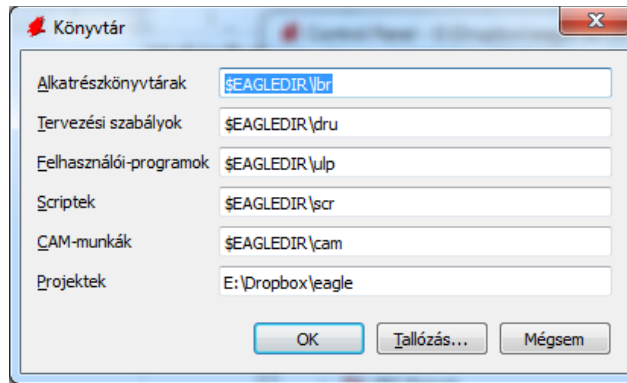 Könyvtár
Alkatrészkönyvtárak $EAGLEDIR\lbr
Tervezési szabályok $EAGLEDIR\dru
Felhasználói-programok $EAGLEDIR\ulp
Scriptek $EAGLEDIR\scr
CAM-munkák $EAGLEDIR\cam
Projektek E:\Dropbox\eagle
OK Tallózás... Mégsem